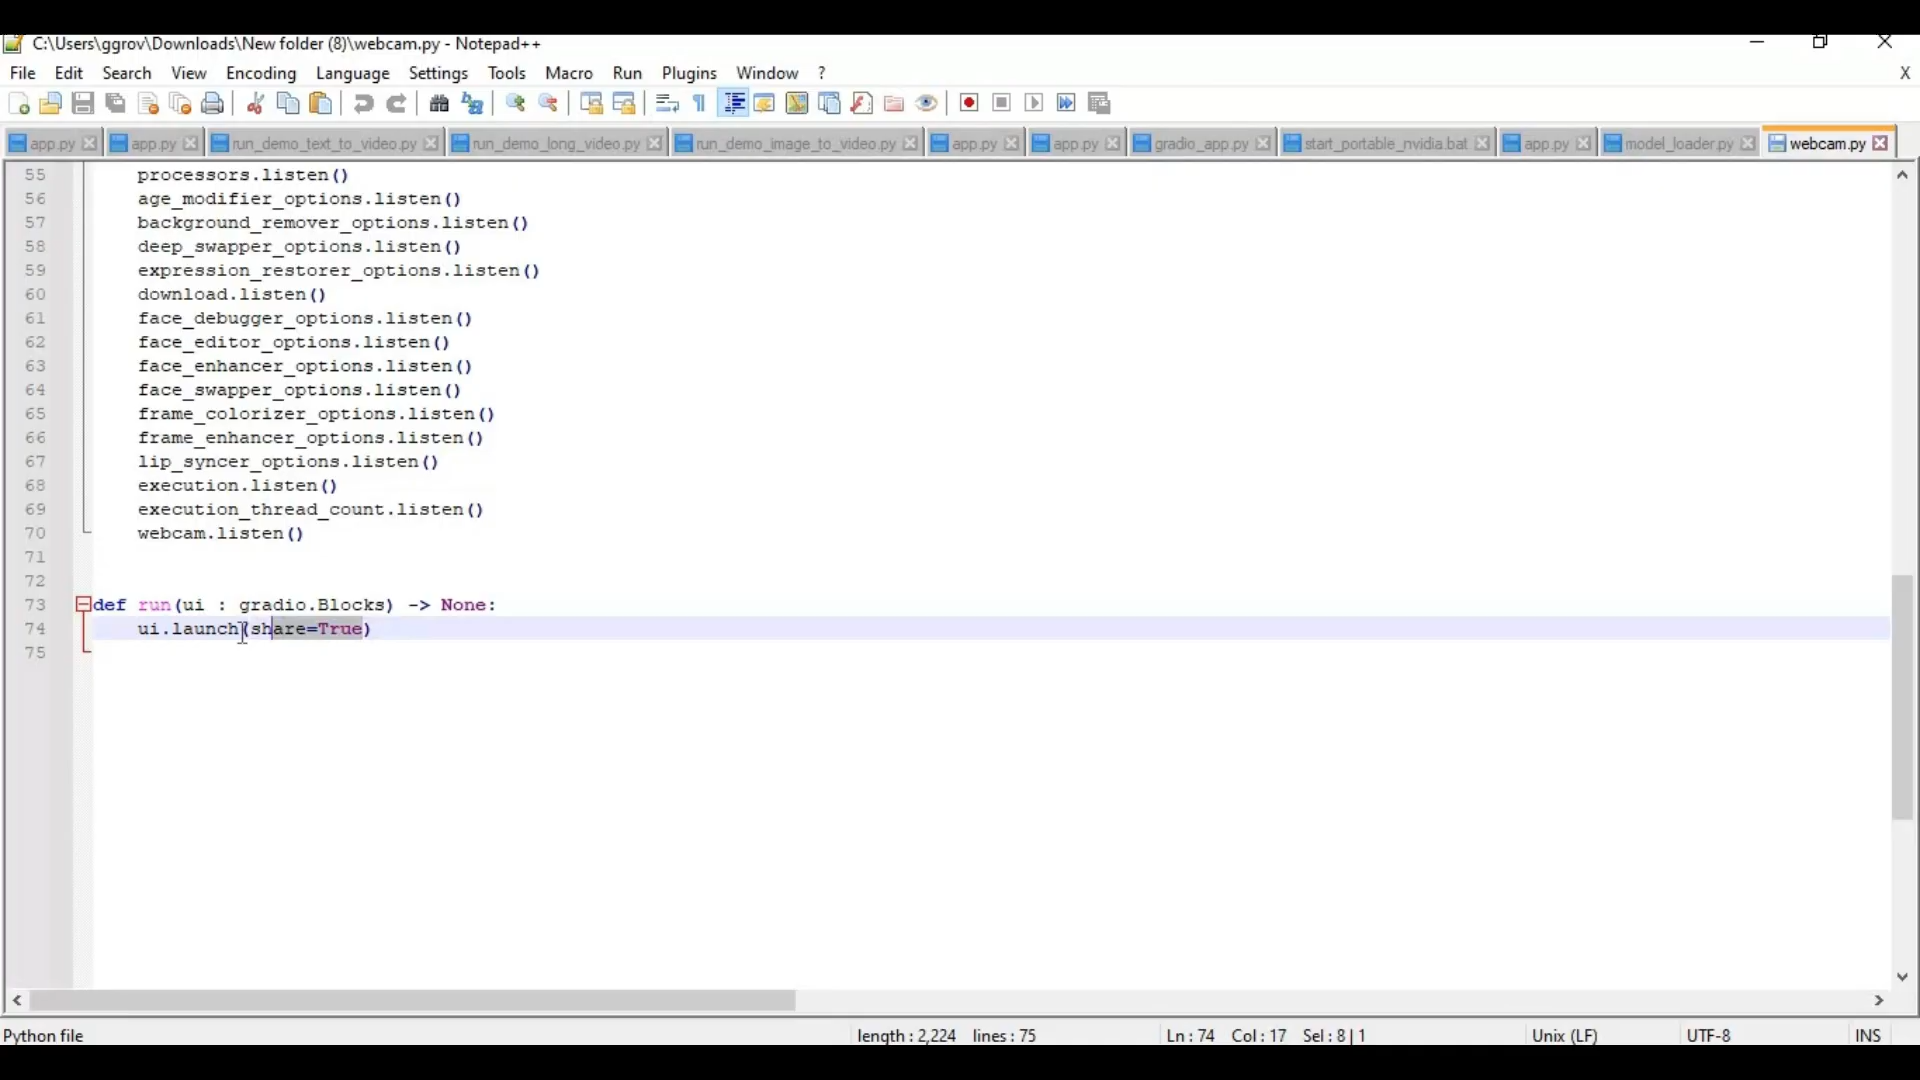 C:\Users\ggrov\Downloads\New folder (8)\webcam.py - Notepad++
File Edit Search View Encoding Language Settings Tools Macro Run Plugins Window ? X
app.py app.py run_demo_text_to_video.py run_demo_long_video.py run_demo_image_to_video.py app.py app.py gradio_app.py start_portable_nvidia.bat app.py model_loader.py webcam.py
55 processors.listen()
56 age_modifier_options.listen()
57 background_remover_options.listen()
58 deep_swapper_options.listen()
59 expression_restorer_options.listen()
60 download.listen()
61 face_debugger_options.listen()
62 face_editor_options.listen()
63 face_enhancer_options.listen()
64 face_swapper_options.listen()
65 frame_colorizer_options.listen()
66 frame_enhancer_options.listen()
67 lip_syncer_options.listen()
68 execution.listen()
69 execution_thread_count.listen()
70 webcam.listen()
71
72
73 def run(ui : gradio.Blocks) -> None:
74 ui.launch(share=True)
75
Python file length : 2,224 lines : 75 Ln : 74 Col : 17 Sel : 8 | 1 Unix (LF) UTF-8 INS